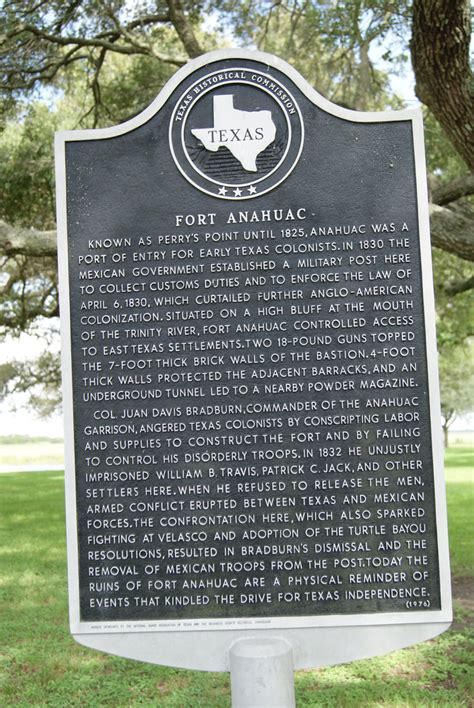 TEXAS HISTORICAL COMMISSION
TEXAS
FORT ANAHUAC
KNOWN AS PERRY'S POINT UNTIL 1825, ANAHUAC WAS A
PORT OF ENTRY FOR EARLY TEXAS COLONISTS. IN 1830 THE
MEXICAN GOVERNMENT ESTABLISHED A MILITARY POST HERE
TO COLLECT CUSTOMS DUTIES AND TO ENFORCE THE LAW OF
APRIL 6, 1830, WHICH CURTAILED FURTHER ANGLO-AMERICAN
COLONIZATION. SITUATED ON A HIGH BLUFF AT THE MOUTH
OF THE TRINITY RIVER, FORT ANAHUAC CONTROLLED ACCESS
TO EAST TEXAS SETTLEMENTS. TWO 18-POUND GUNS TOPPED
THE 7-FOOT THICK BRICK WALLS OF THE BASTION. 4-FOOT
THICK WALLS PROTECTED THE ADJACENT BARRACKS, AND AN
UNDERGROUND TUNNEL LED TO A NEARBY POWDER MAGAZINE.
COL. JUAN DAVIS BRADBURN, COMMANDER OF THE ANAHUAC
GARRISON, ANGERED TEXAS COLONISTS BY CONSCRIPTING LABOR
AND SUPPLIES TO CONSTRUCT THE FORT AND BY FAILING
TO CONTROL HIS DISORDERLY TROOPS. IN 1832 HE UNJUSTLY
IMPRISONED WILLIAM B. TRAVIS, PATRICK C. JACK, AND OTHER
SETTLERS HERE. WHEN HE REFUSED TO RELEASE THE MEN,
ARMED CONFLICT ERUPTED BETWEEN TEXAS AND MEXICAN
FORCES. THE CONFRONTATION HERE, WHICH ALSO SPARKED
FIGHTING AT VELASCO AND ADOPTION OF THE TURTLE BAYOU
RESOLUTIONS, RESULTED IN BRADBURN'S DISMISSAL AND THE
REMOVAL OF MEXICAN TROOPS FROM THE POST. TODAY THE
RUINS OF FORT ANAHUAC ARE A PHYSICAL REMINDER OF
EVENTS THAT KINDLED THE DRIVE FOR TEXAS INDEPENDENCE.
(1976)